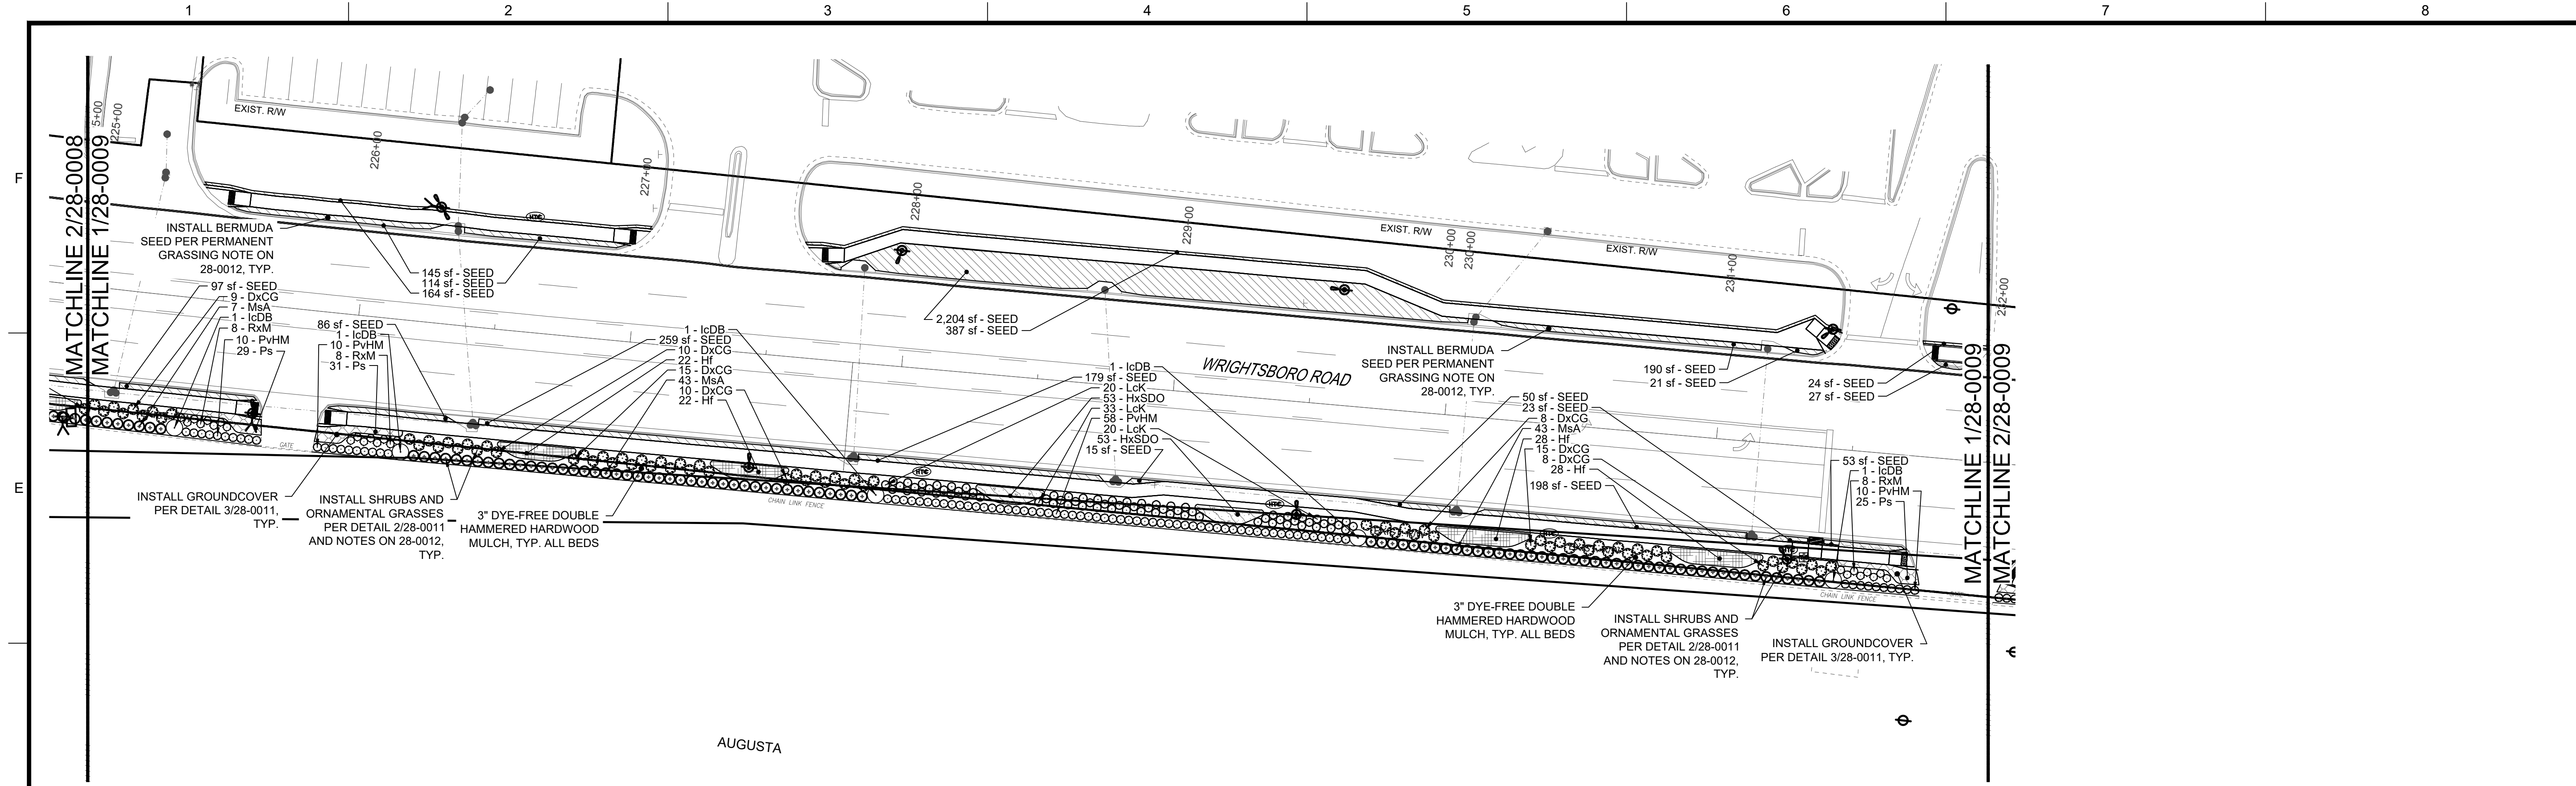 1
2
3
4
5
6
7
8
F
E
MATCHLINE 2/28-0008
MATCHLINE 1/28-0009
5+00
225+00
EXIST. R/W
226+00
227+00
228+00
229+00
EXIST. R/W
230+00
230+00
EXIST. R/W
231+00
232+00
INSTALL BERMUDA
SEED PER PERMANENT
GRASSING NOTE ON
28-0012, TYP.
145 sf - SEED
114 sf - SEED
164 sf - SEED
97 sf - SEED
9 - DxCG
7 - MsA
1 - IcDB
8 - RxM
10 - PvHM
29 - Ps
86 sf - SEED
1 - IcDB
10 - PvHM
8 - RxM
31 - Ps
1 - IcDB
259 sf - SEED
10 - DxCG
22 - Hf
15 - DxCG
43 - MsA
10 - DxCG
22 - Hf
2,204 sf - SEED
387 sf - SEED
1 - IcDB
179 sf - SEED
20 - LcK
53 - HxSDO
33 - LcK
58 - PvHM
20 - LcK
53 - HxSDO
15 sf - SEED
WRIGHTSBORO ROAD
INSTALL BERMUDA
SEED PER PERMANENT
GRASSING NOTE ON
28-0012, TYP.
190 sf - SEED
21 sf - SEED
24 sf - SEED
27 sf - SEED
50 sf - SEED
23 sf - SEED
8 - DxCG
43 - MsA
28 - Hf
15 - DxCG
8 - DxCG
28 - Hf
198 sf - SEED
53 sf - SEED
1 - IcDB
8 - RxM
10 - PvHM
25 - Ps
MATCHLINE 1/28-0009
MATCHLINE 2/28-0009
GATE
CHAIN LINK FENCE
CHAIN LINK FENCE
INSTALL GROUNDCOVER
PER DETAIL 3/28-0011,
TYP.
INSTALL SHRUBS AND
ORNAMENTAL GRASSES
PER DETAIL 2/28-0011
AND NOTES ON 28-0012,
TYP.
3" DYE-FREE DOUBLE
HAMMERED HARDWOOD
MULCH, TYP. ALL BEDS
3" DYE-FREE DOUBLE
HAMMERED HARDWOOD
MULCH, TYP. ALL BEDS
INSTALL SHRUBS AND
ORNAMENTAL GRASSES
PER DETAIL 2/28-0011
AND NOTES ON 28-0012,
TYP.
INSTALL GROUNDCOVER
PER DETAIL 3/28-0011, TYP.
AUGUSTA